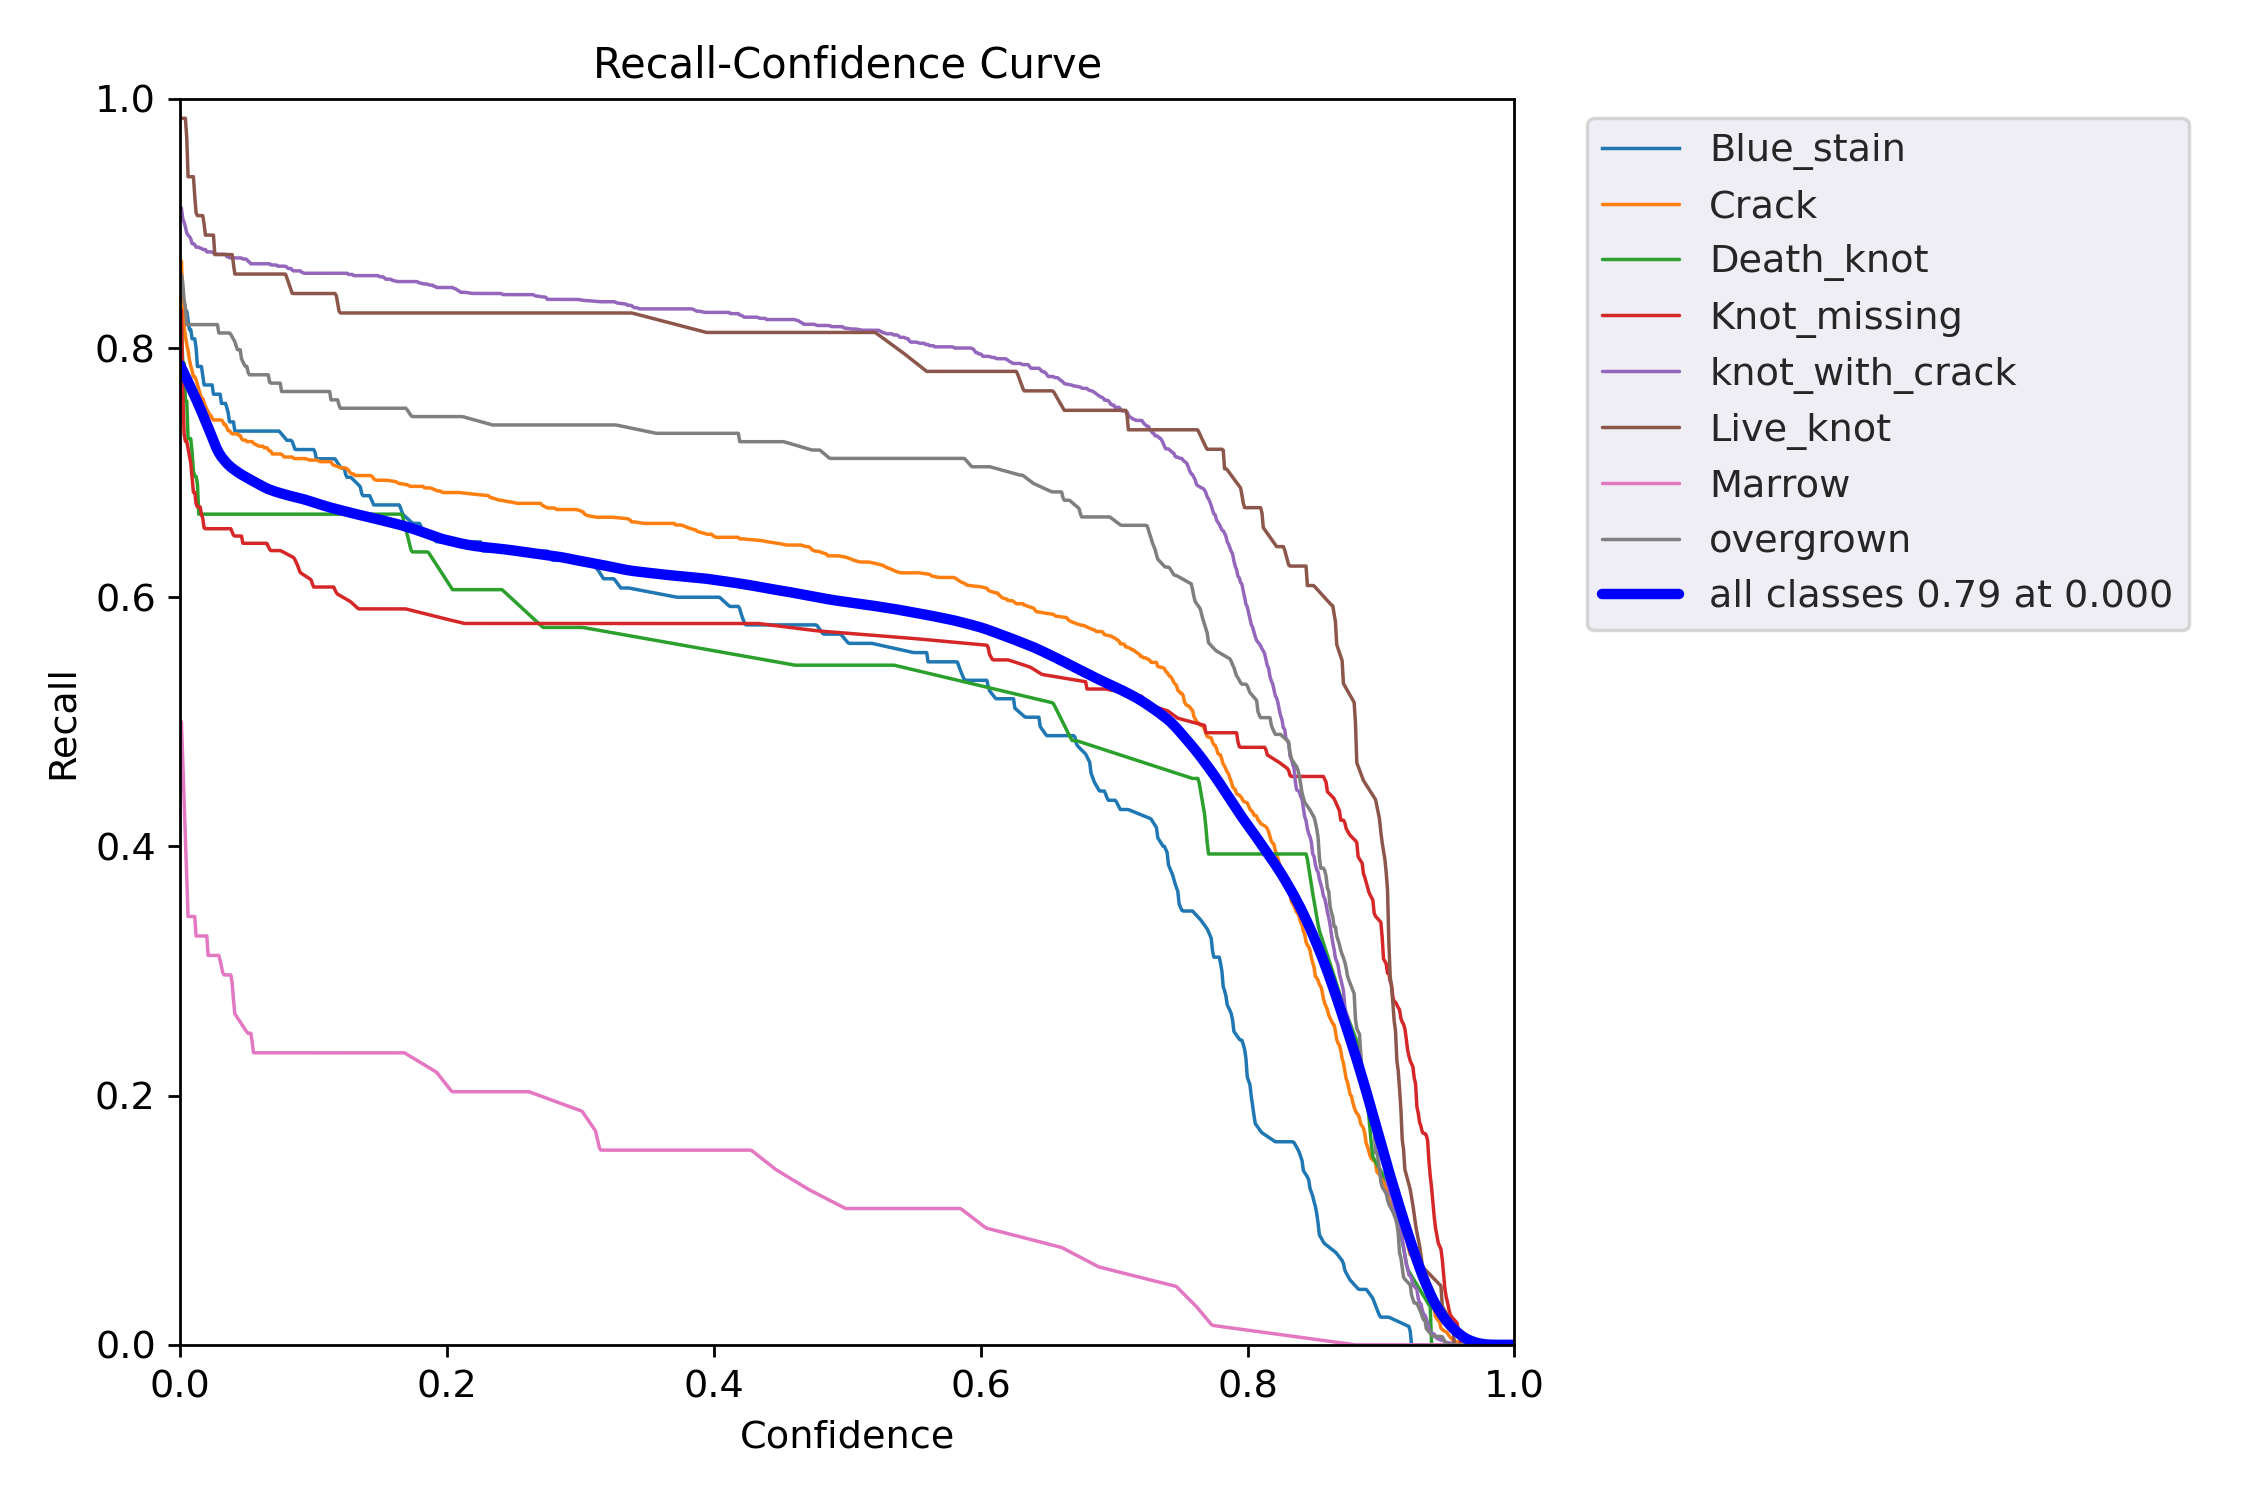 Recall-Confidence Curve
1.0
0.8
0.6
0.4
0.2
0.0
Recall
0.0 0.2 0.4 0.6 0.8 1.0
Confidence
Blue_stain
Crack
Death_knot
Knot_missing
knot_with_crack
Live_knot
Marrow
overgrown
all classes 0.79 at 0.000